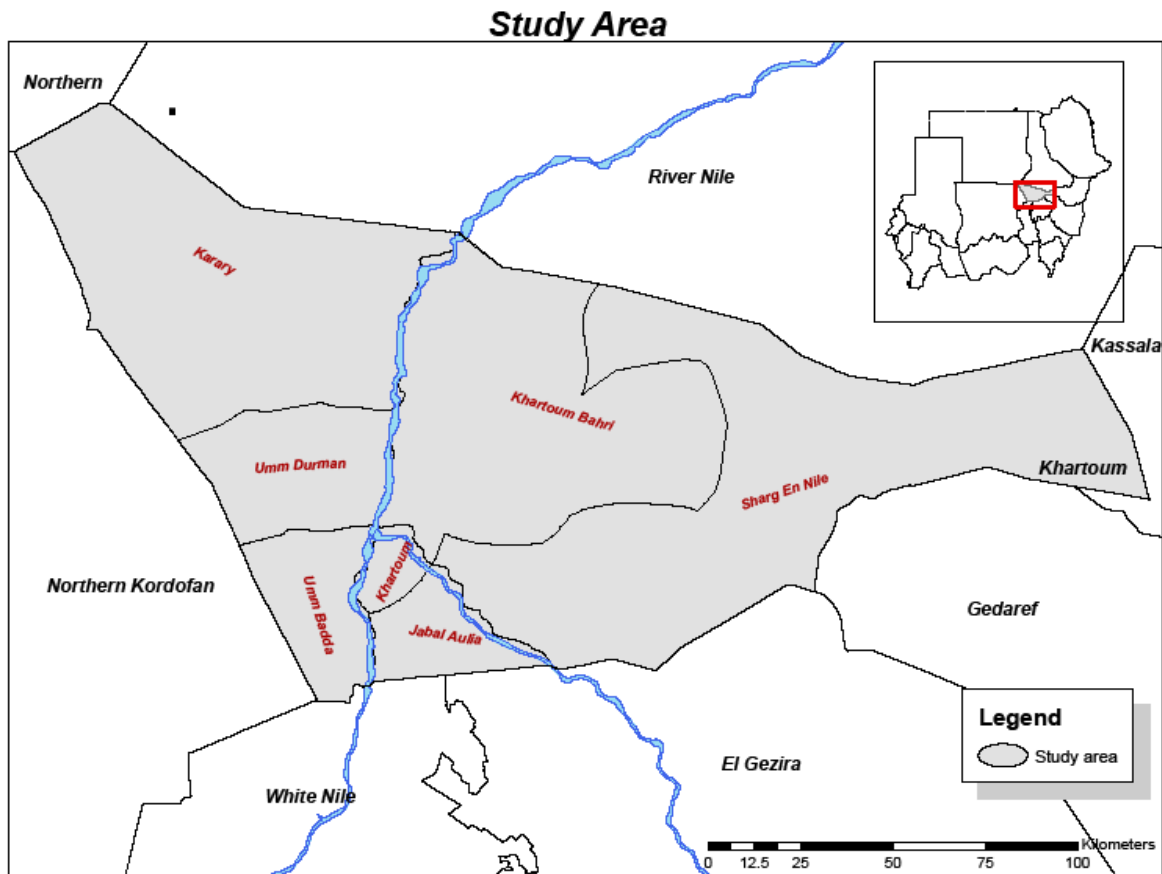 Study Area
Northern
River Nile
Karary
Kassala
Khartoum Bahri
Umm Durman
Khartoum
Sharg En Nile
Northern Kordofan
Umm Badda
Khartoum
Jabal Aulia
Gedaref
Legend
Study area
El Gezira
White Nile
Kilometers
0 12.5 25 50 75 100